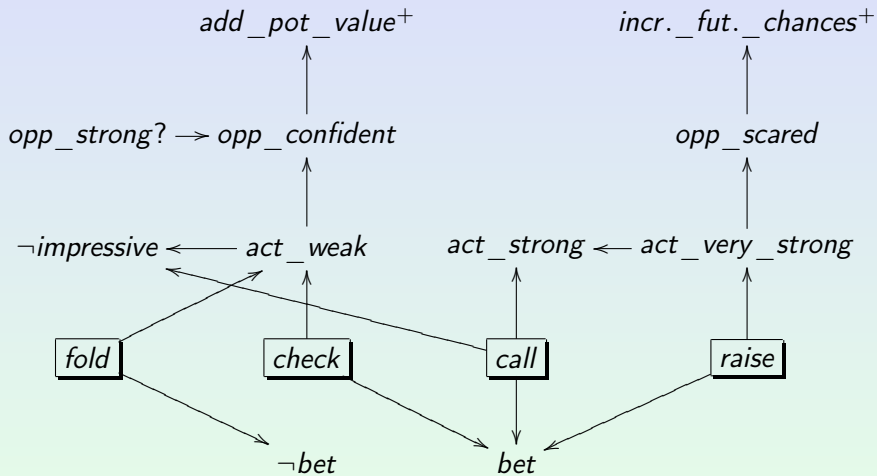 add_pot_value⁺ incr._fut._chances⁺
opp_strong? opp_confident opp_scared
¬impressive act_weak act_strong act_very_strong
fold check call raise
¬bet bet